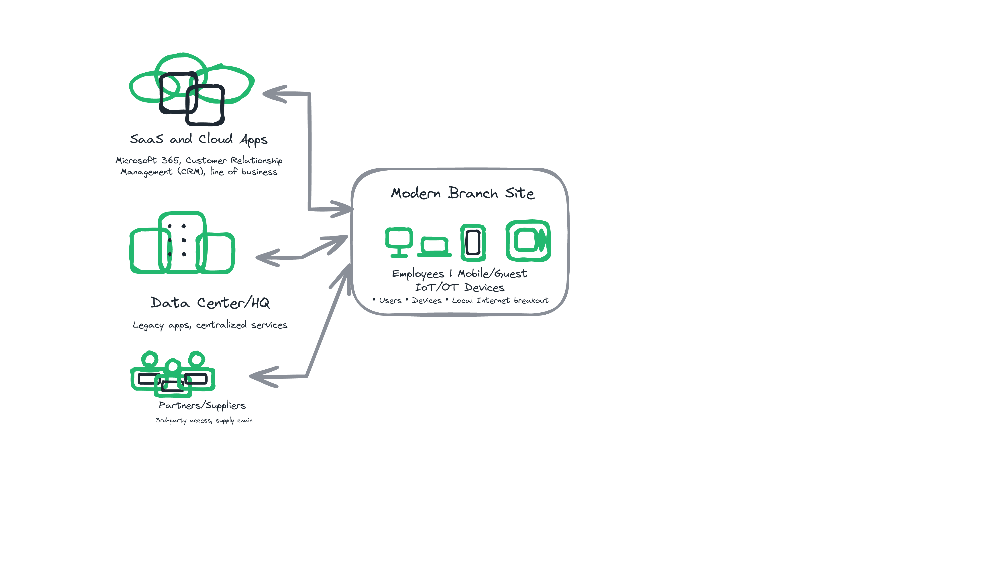 SaaS and Cloud Apps
Microsoft 365, Customer Relationship
Management (CRM), line of business
Data Center/HQ
Legacy apps, centralized services
Partners/Suppliers
3rd-party access, supply chain
Modern Branch Site
Employees | Mobile/Guest
IoT/OT Devices
• Users • Devices • Local Internet breakout